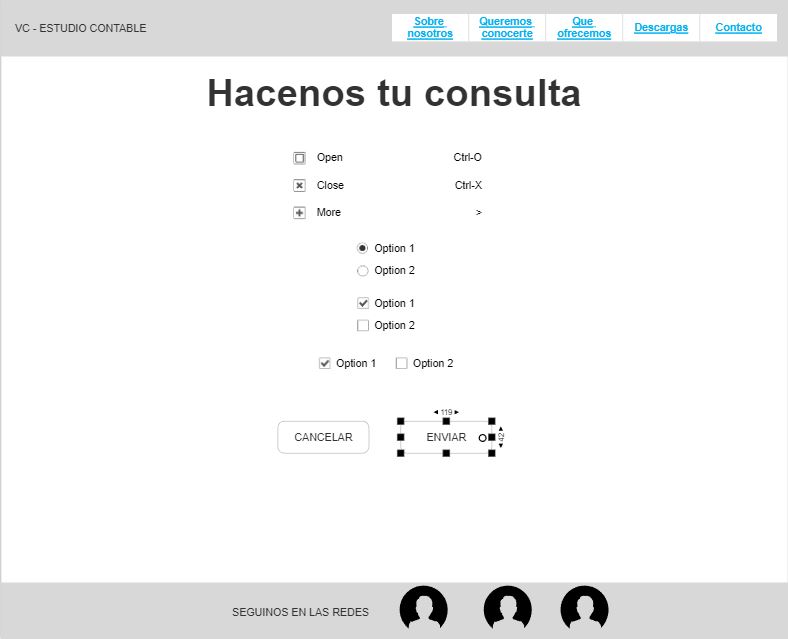 VC - ESTUDIO CONTABLE
Sobre
nosotros
Queremos
conocerte
Que
ofrecemos
Descargas
Contacto
Hacenos tu consulta
Open Ctrl-O
Close Ctrl-X
More >
Option 1
Option 2
Option 1
Option 2
Option 1 Option 2
119
CANCELAR
ENVIAR
42
SEGUINOS EN LAS REDES